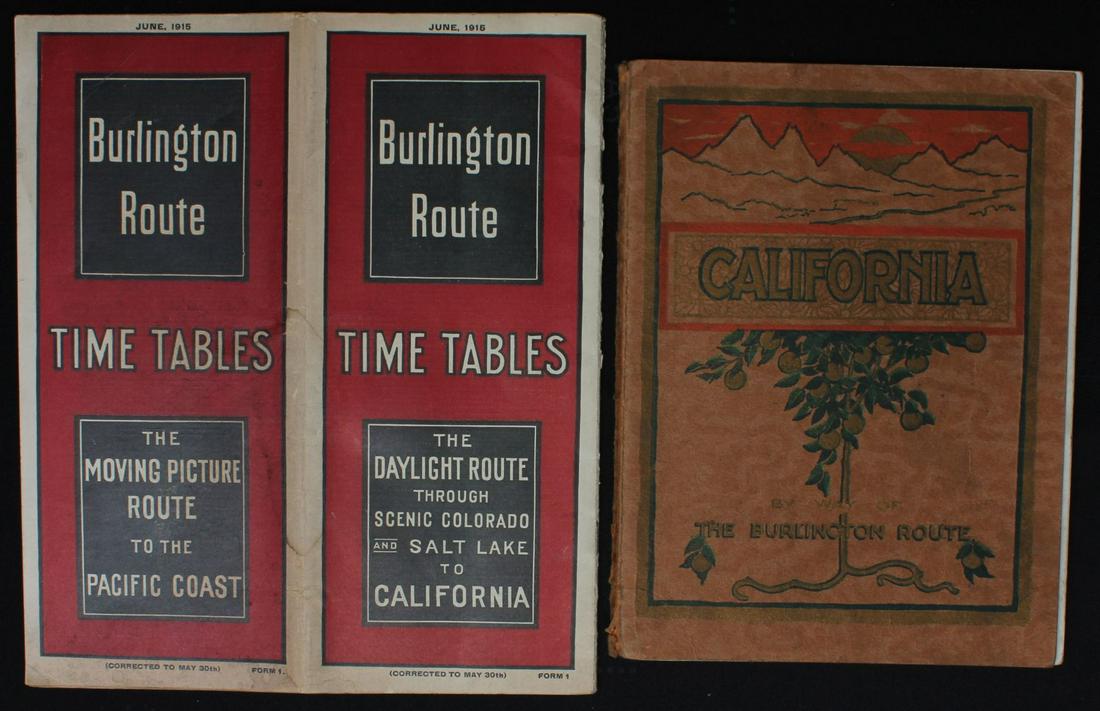 JUNE, 1915
Burlington
Route
TIME TABLES
THE
MOVING PICTURE
ROUTE
TO THE
PACIFIC COAST
(CORRECTED TO MAY 30th)
FORM 1.
JUNE, 1915
Burlington
Route
TIME TABLES
THE
DAYLIGHT ROUTE
THROUGH
SCENIC COLORADO
AND SALT LAKE
TO
CALIFORNIA
(CORRECTED TO MAY 30th)
FORM 1
CALIFORNIA
BY WAY OF
THE BURLINGTON ROUTE